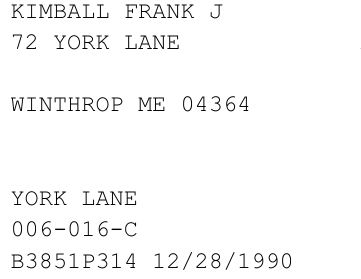 KIMBALL FRANK J
72 YORK LANE
WINTHROP ME 04364
YORK LANE
006-016-C
B3851P314 12/28/1990